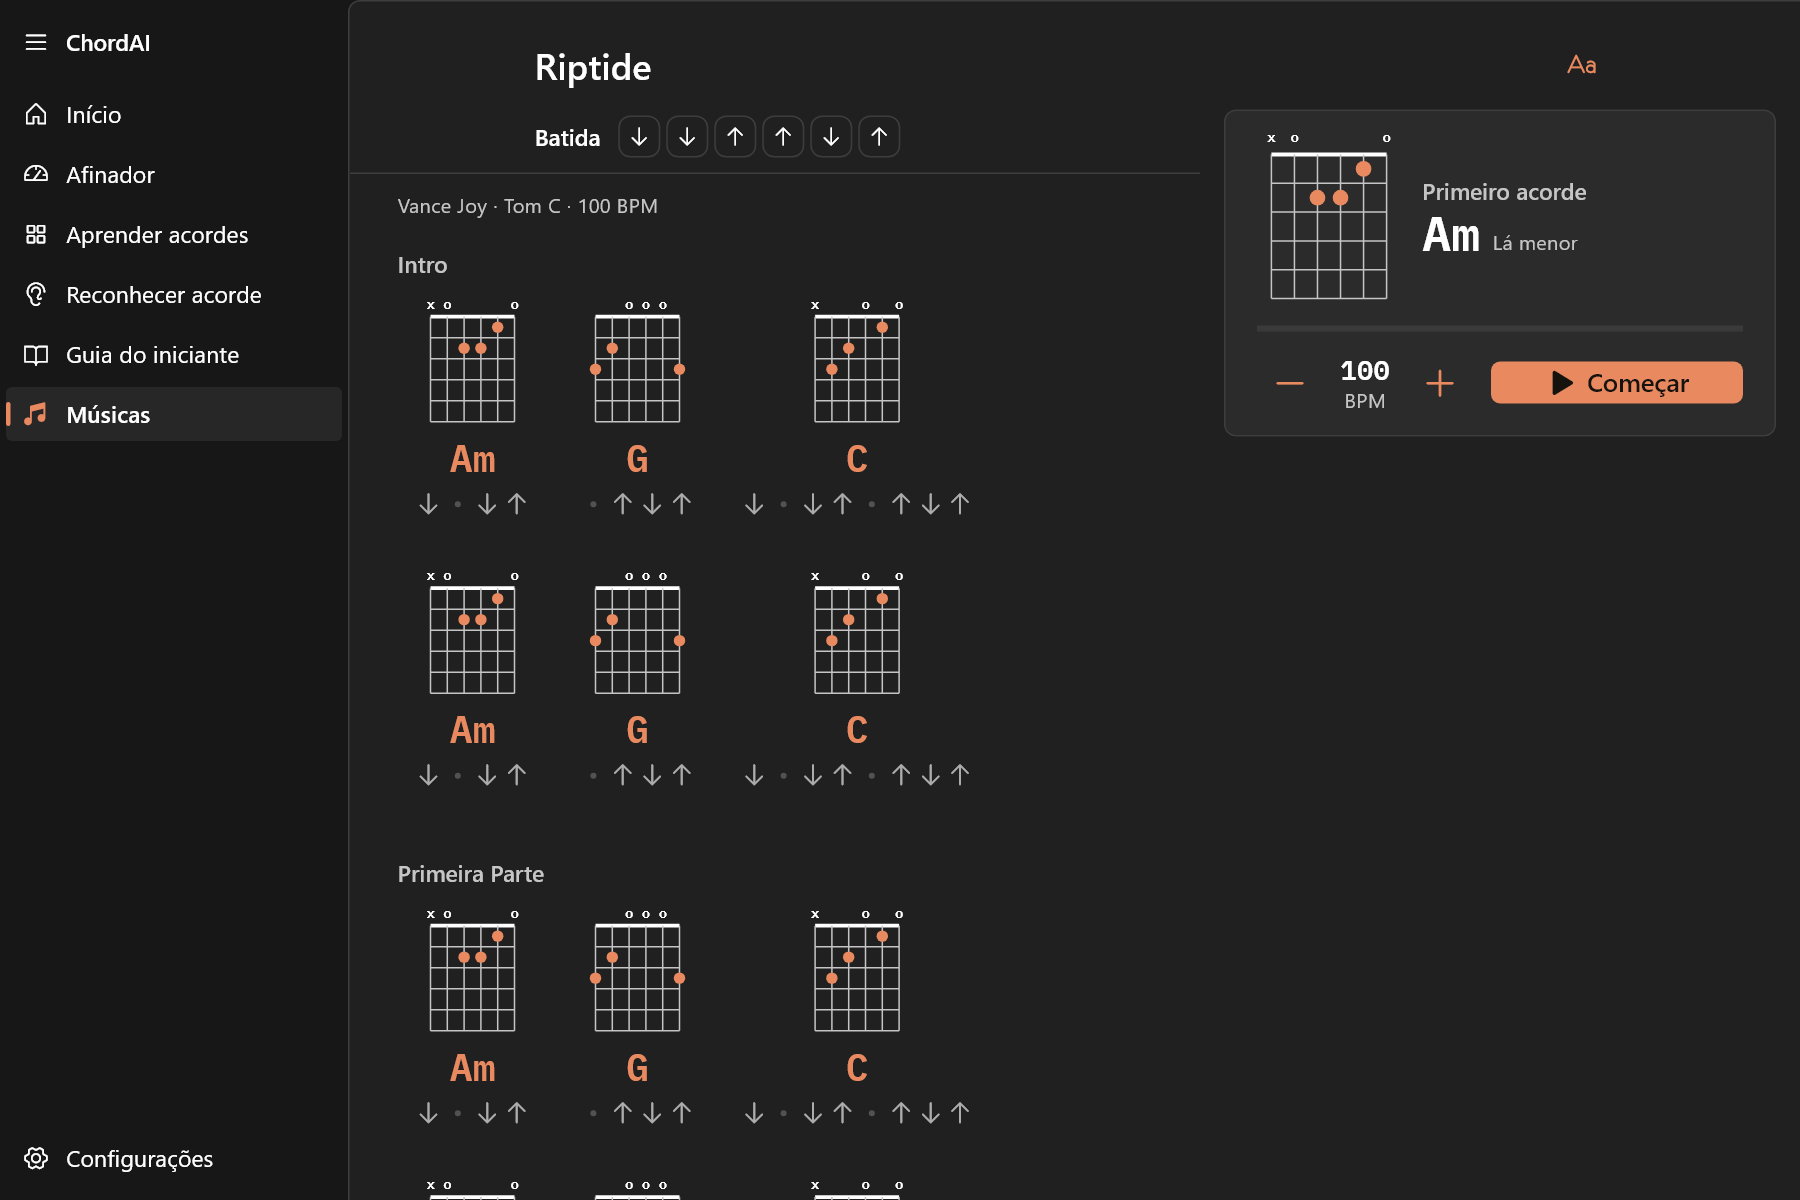 ChordAI
Início
Afinador
Aprender acordes
Reconhecer acorde
Guia do iniciante
Músicas
Configurações
Riptide
Aa
Batida ↓ ↓ ↑ ↑ ↓ ↑
Vance Joy · Tom C · 100 BPM
Intro
x o o o o o x o o
Am G C
↓ • ↓ ↑ • ↑ ↓ ↑ ↓ • ↓ ↑ • ↑ ↓ ↑
x o o o o o x o o
Am G C
↓ • ↓ ↑ • ↑ ↓ ↑ ↓ • ↓ ↑ • ↑ ↓ ↑
Primeira Parte
x o o o o o x o o
Am G C
↓ • ↓ ↑ • ↑ ↓ ↑ ↓ • ↓ ↑ • ↑ ↓ ↑
x o o o o o x o o
x o o
Primeiro acorde
Am Lá menor
100
BPM
Começar